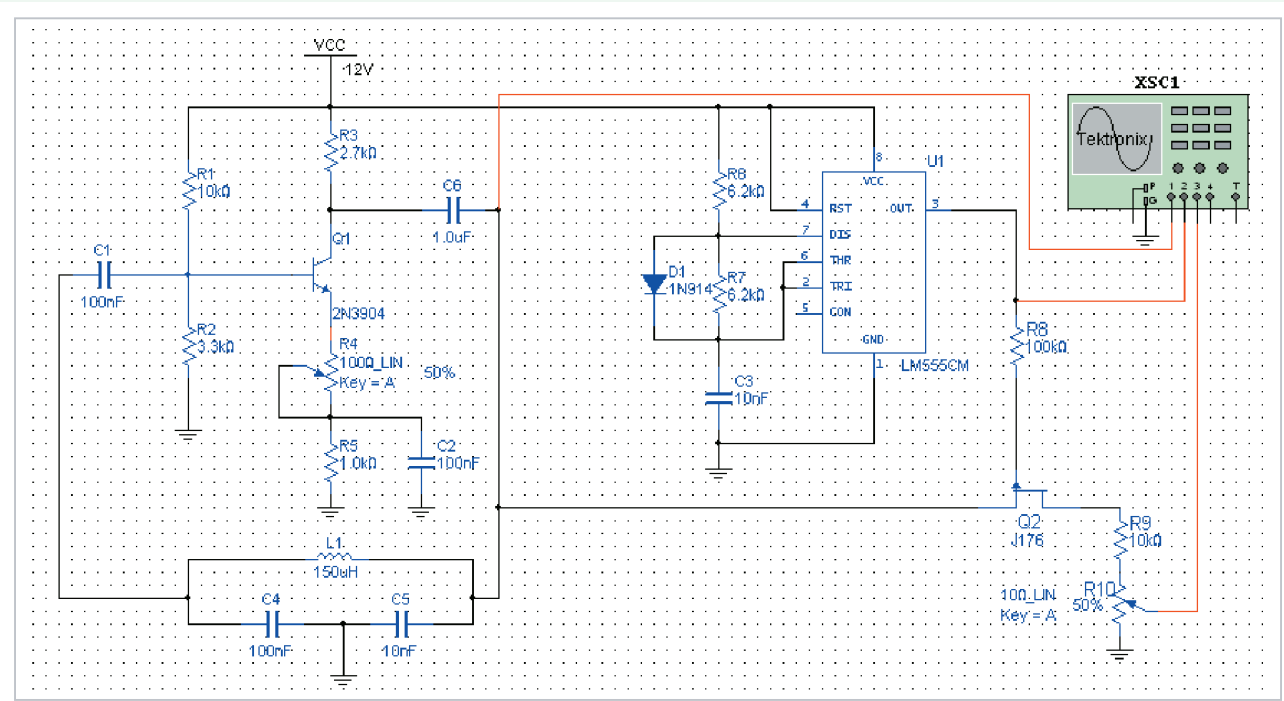 VCC
12V
XSC1
Tektronix
P
G
1 2 3 4 T
R3
2.7kΩ
R1
10kΩ
C6
1.0uF
Q1
2N3904
C1
100nF
R2
3.3kΩ
R4
100Ω_LIN
Key = A
50%
R5
1.0kΩ
C2
100nF
R6
6.2kΩ
D1
1N914
R7
6.2kΩ
C3
10nF
U1
8
VCC
4
RST
OUT
3
7
DIS
6
THR
2
TRI
5
CON
GND
1
LM555CM
R8
100kΩ
Q2
J176
R9
10kΩ
R10
10Ω_LIN
50%
Key = A
L1
150uH
C4
100nF
C5
10nF